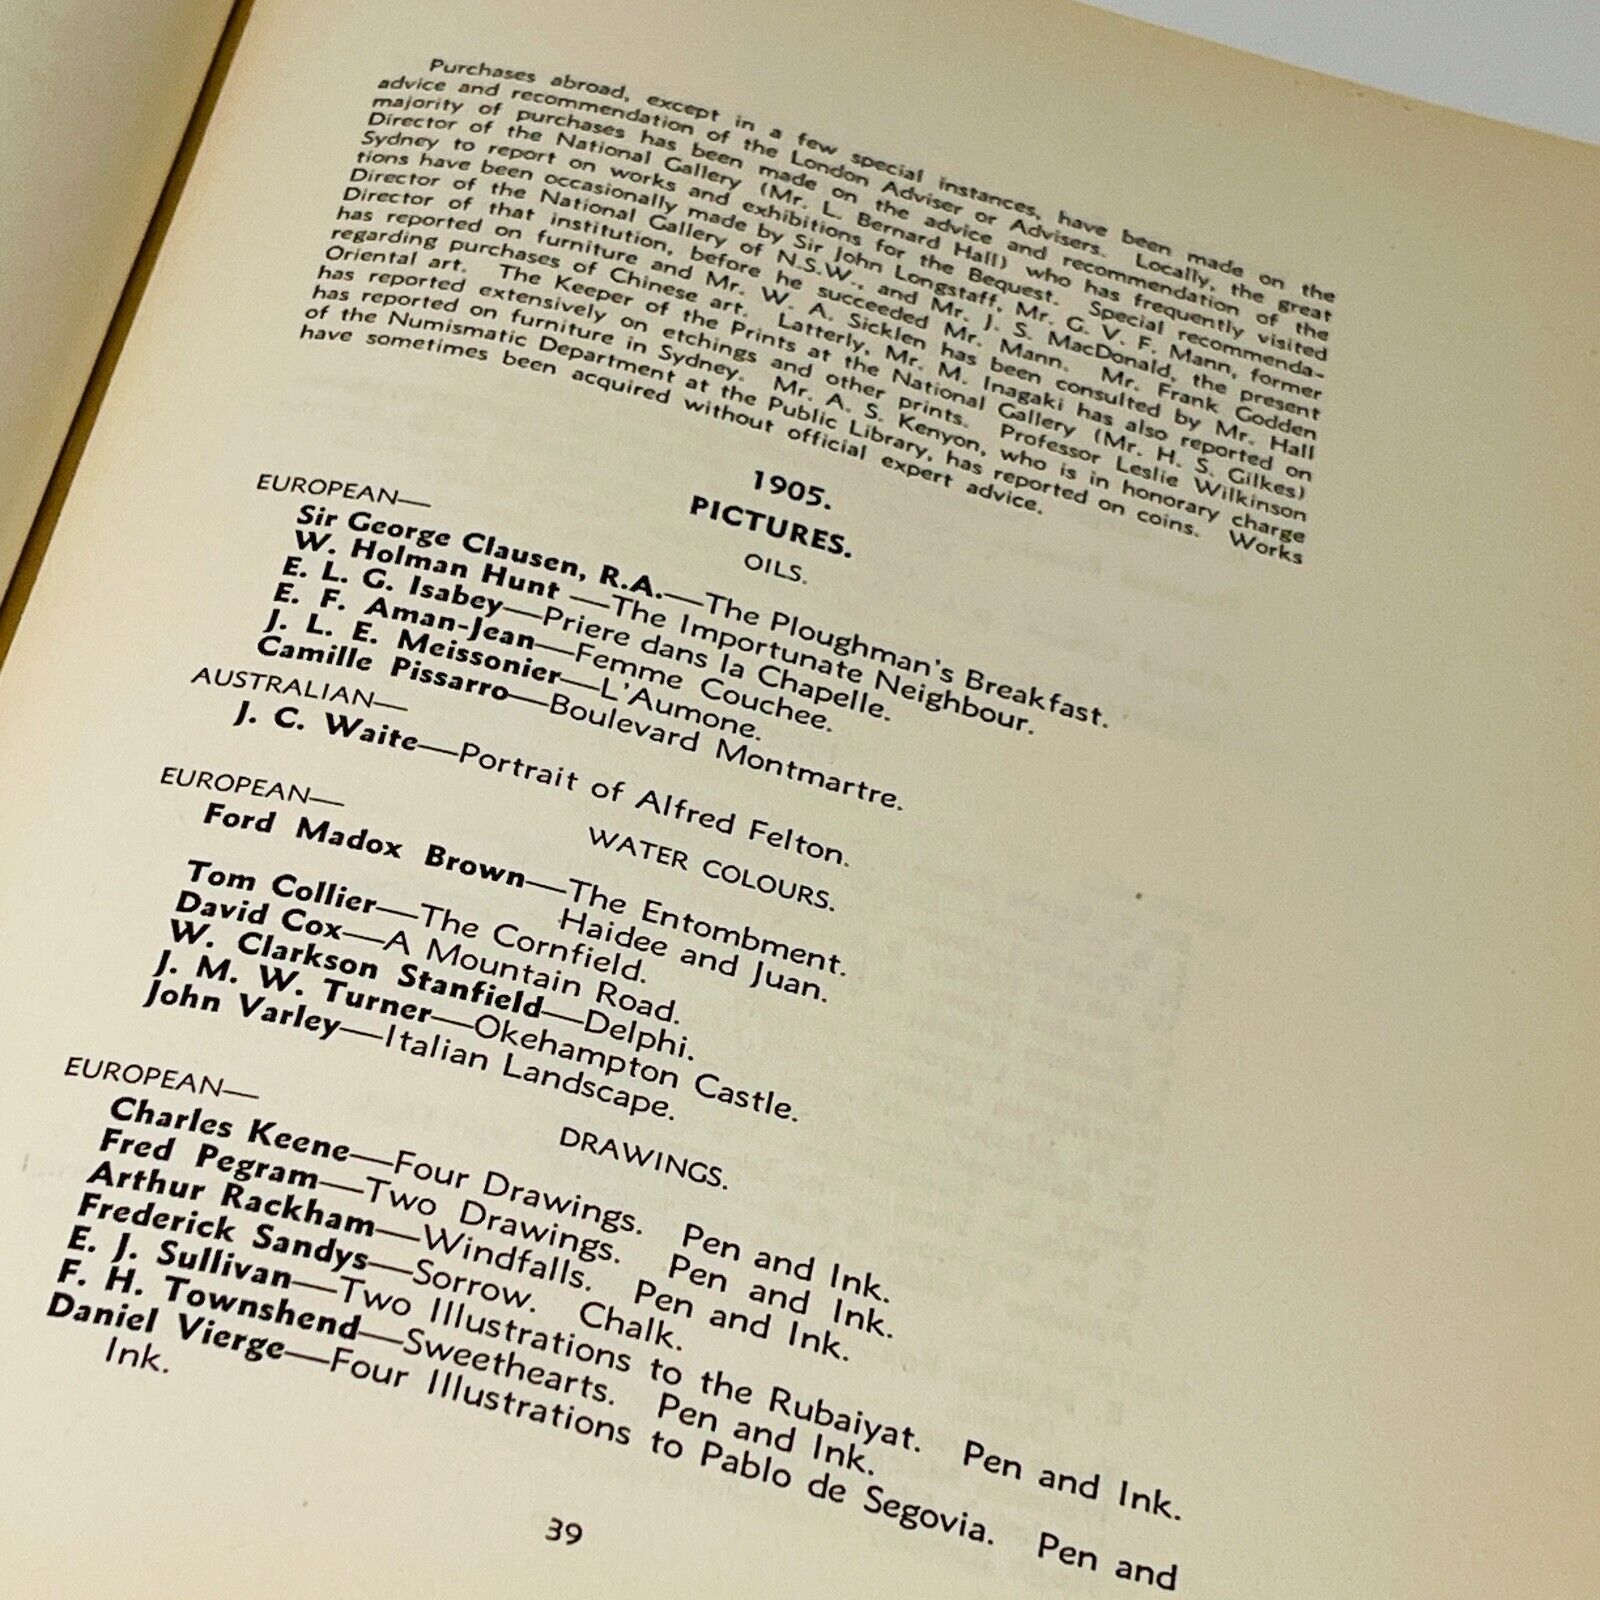 Purchases abroad, except in a few special instances, have been made on the
advice and recommendation of the London Adviser or Advisers. Locally, the great
majority of purchases has been made on the advice and recommendation of the
Director of the National Gallery (Mr. L. Bernard Hall) who has frequently visited
Sydney to report on works and exhibitions for the Bequest. Special recommenda-
tions have been occasionally made by Sir John Longstaff, Mr. G. V. F. Mann, former
Director of the National Gallery of N.S.W., and Mr. J. S. MacDonald, the present
Director of that institution, before he succeeded Mr. Mann. Mr. Frank Godden
has reported on furniture and Mr. W. A. Sicklen has been consulted by Mr. Hall
regarding purchases of Chinese art. Latterly, Mr. M. Inagaki has also reported on
Oriental art. The Keeper of the Prints at the National Gallery (Mr. H. S. Gilkes)
has reported extensively on etchings and other prints. Professor Leslie Wilkinson
has reported on furniture in Sydney. Mr. A. S. Kenyon, who is in honorary charge
of the Numismatic Department at the Public Library, has reported on coins. Works
have sometimes been acquired without official expert advice.
1905.
PICTURES.
OILS.
EUROPEAN—
Sir George Clausen, R.A.—The Ploughman's Breakfast.
W. Holman Hunt —The Importunate Neighbour.
E. L. G. Isabey—Priere dans la Chapelle.
E. F. Aman-Jean—Femme Couchee.
J. L. E. Meissonier—L'Aumone.
Camille Pissarro—Boulevard Montmartre.
AUSTRALIAN—
J. C. Waite—Portrait of Alfred Felton.
WATER COLOURS.
EUROPEAN—
Ford Madox Brown—The Entombment.
Haidee and Juan.
Tom Collier—The Cornfield.
David Cox—A Mountain Road.
W. Clarkson Stanfield—Delphi.
J. M. W. Turner—Okehampton Castle.
John Varley—Italian Landscape.
DRAWINGS.
EUROPEAN—
Charles Keene—Four Drawings. Pen and Ink.
Fred Pegram—Two Drawings. Pen and Ink.
Arthur Rackham—Windfalls. Pen and Ink.
Frederick Sandys—Sorrow. Chalk.
E. J. Sullivan—Two Illustrations to the Rubaiyat. Pen and Ink.
F. H. Townshend—Sweethearts. Pen and Ink.
Daniel Vierge—Four Illustrations to Pablo de Segovia. Pen and
Ink.
39